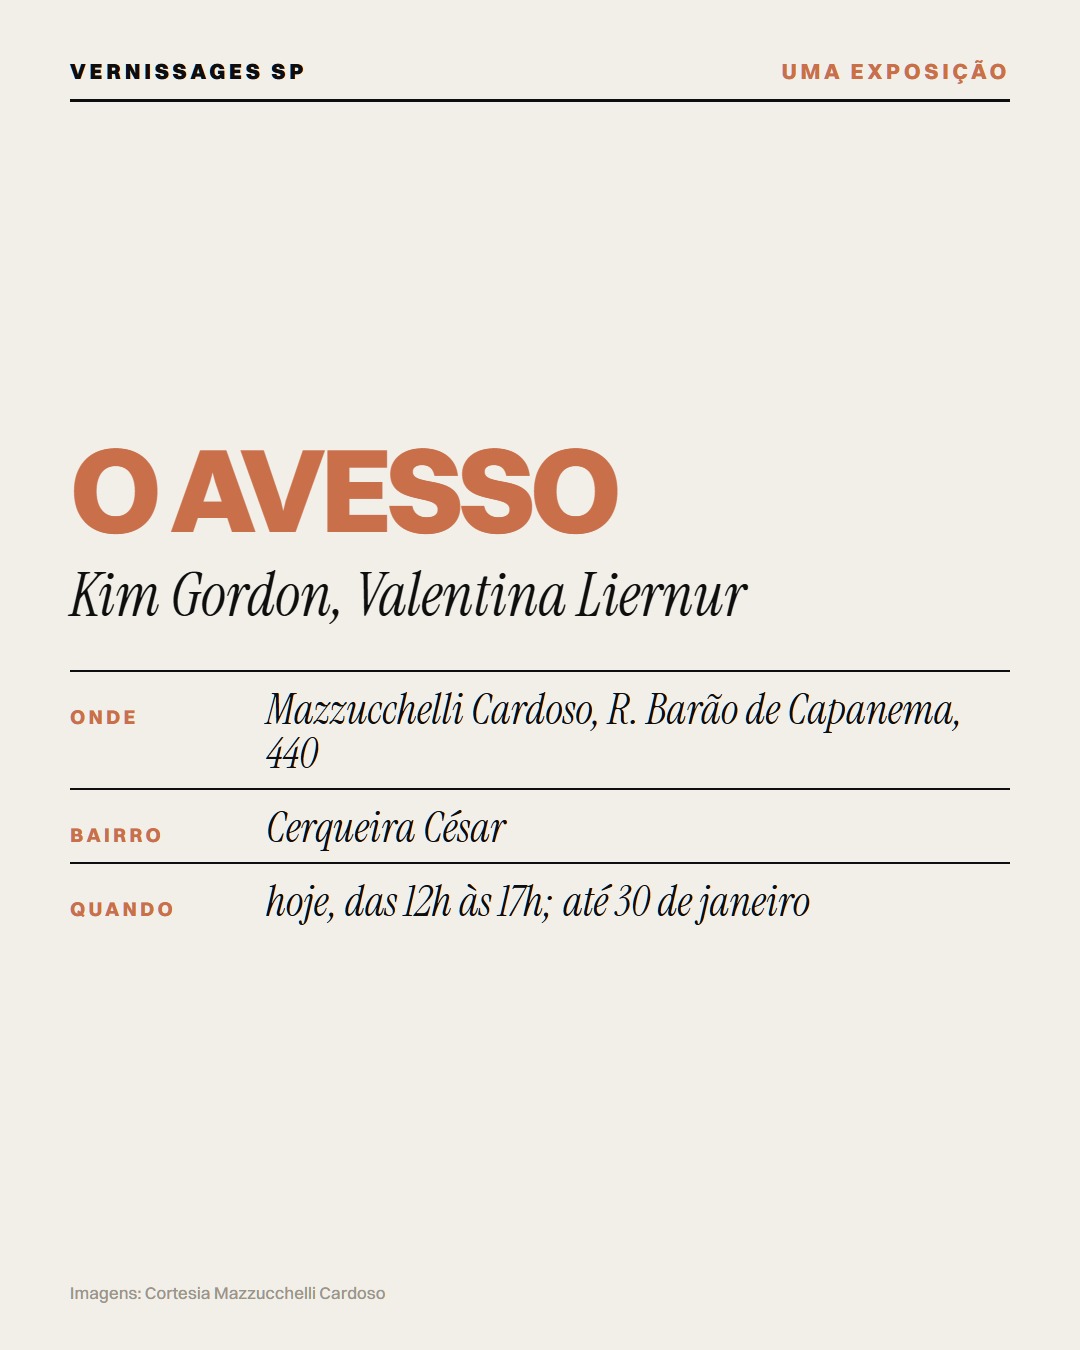 VERNISSAGES SP
UMA EXPOSIÇÃO
O AVESSO
Kim Gordon, Valentina Liernur
ONDE
Mazzucchelli Cardoso, R. Barão de Capanema,
440
BAIRRO
Cerqueira César
QUANDO
hoje, das 12h às 17h; até 30 de janeiro
Imagens: Cortesia Mazzucchelli Cardoso